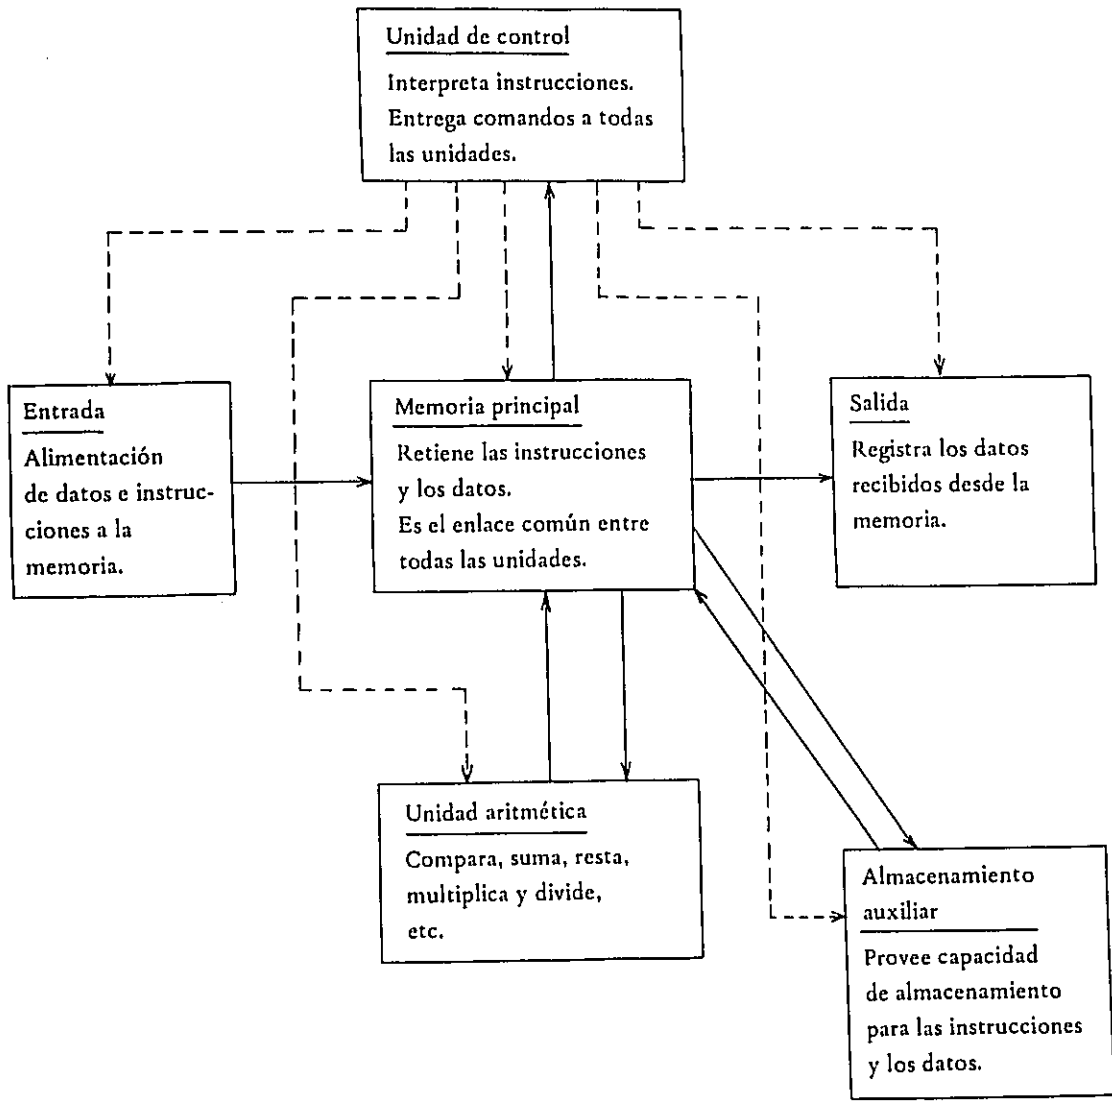 Unidad de control
Interpreta instrucciones.
Entrega comandos a todas
las unidades.
Entrada
Alimentación
de datos e instruc-
ciones a la
memoria.
Memoria principal
Retiene las instrucciones
y los datos.
Es el enlace común entre
todas las unidades.
Salida
Registra los datos
recibidos desde la
memoria.
Unidad aritmética
Compara, suma, resta,
multiplica y divide,
etc.
Almacenamiento
auxiliar
Provee capacidad
de almacenamiento
para las instrucciones
y los datos.